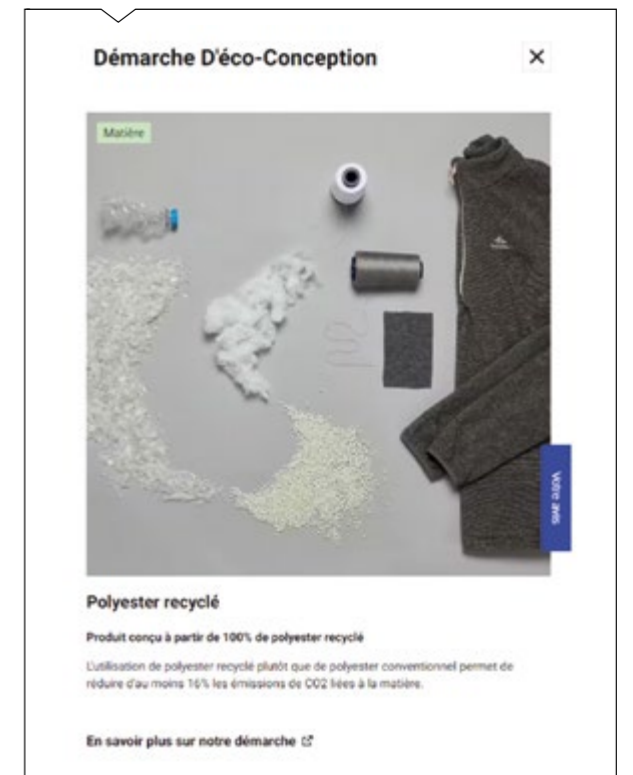 Démarche D'éco-Conception
Matière
Votre avis
Polyester recyclé
Produit conçu à partir de 100% de polyester recyclé
L'utilisation de polyester recyclé plutôt que de polyester conventionnel permet de
réduire d'au moins 16% les émissions de CO2 liées à la matière.
En savoir plus sur notre démarche